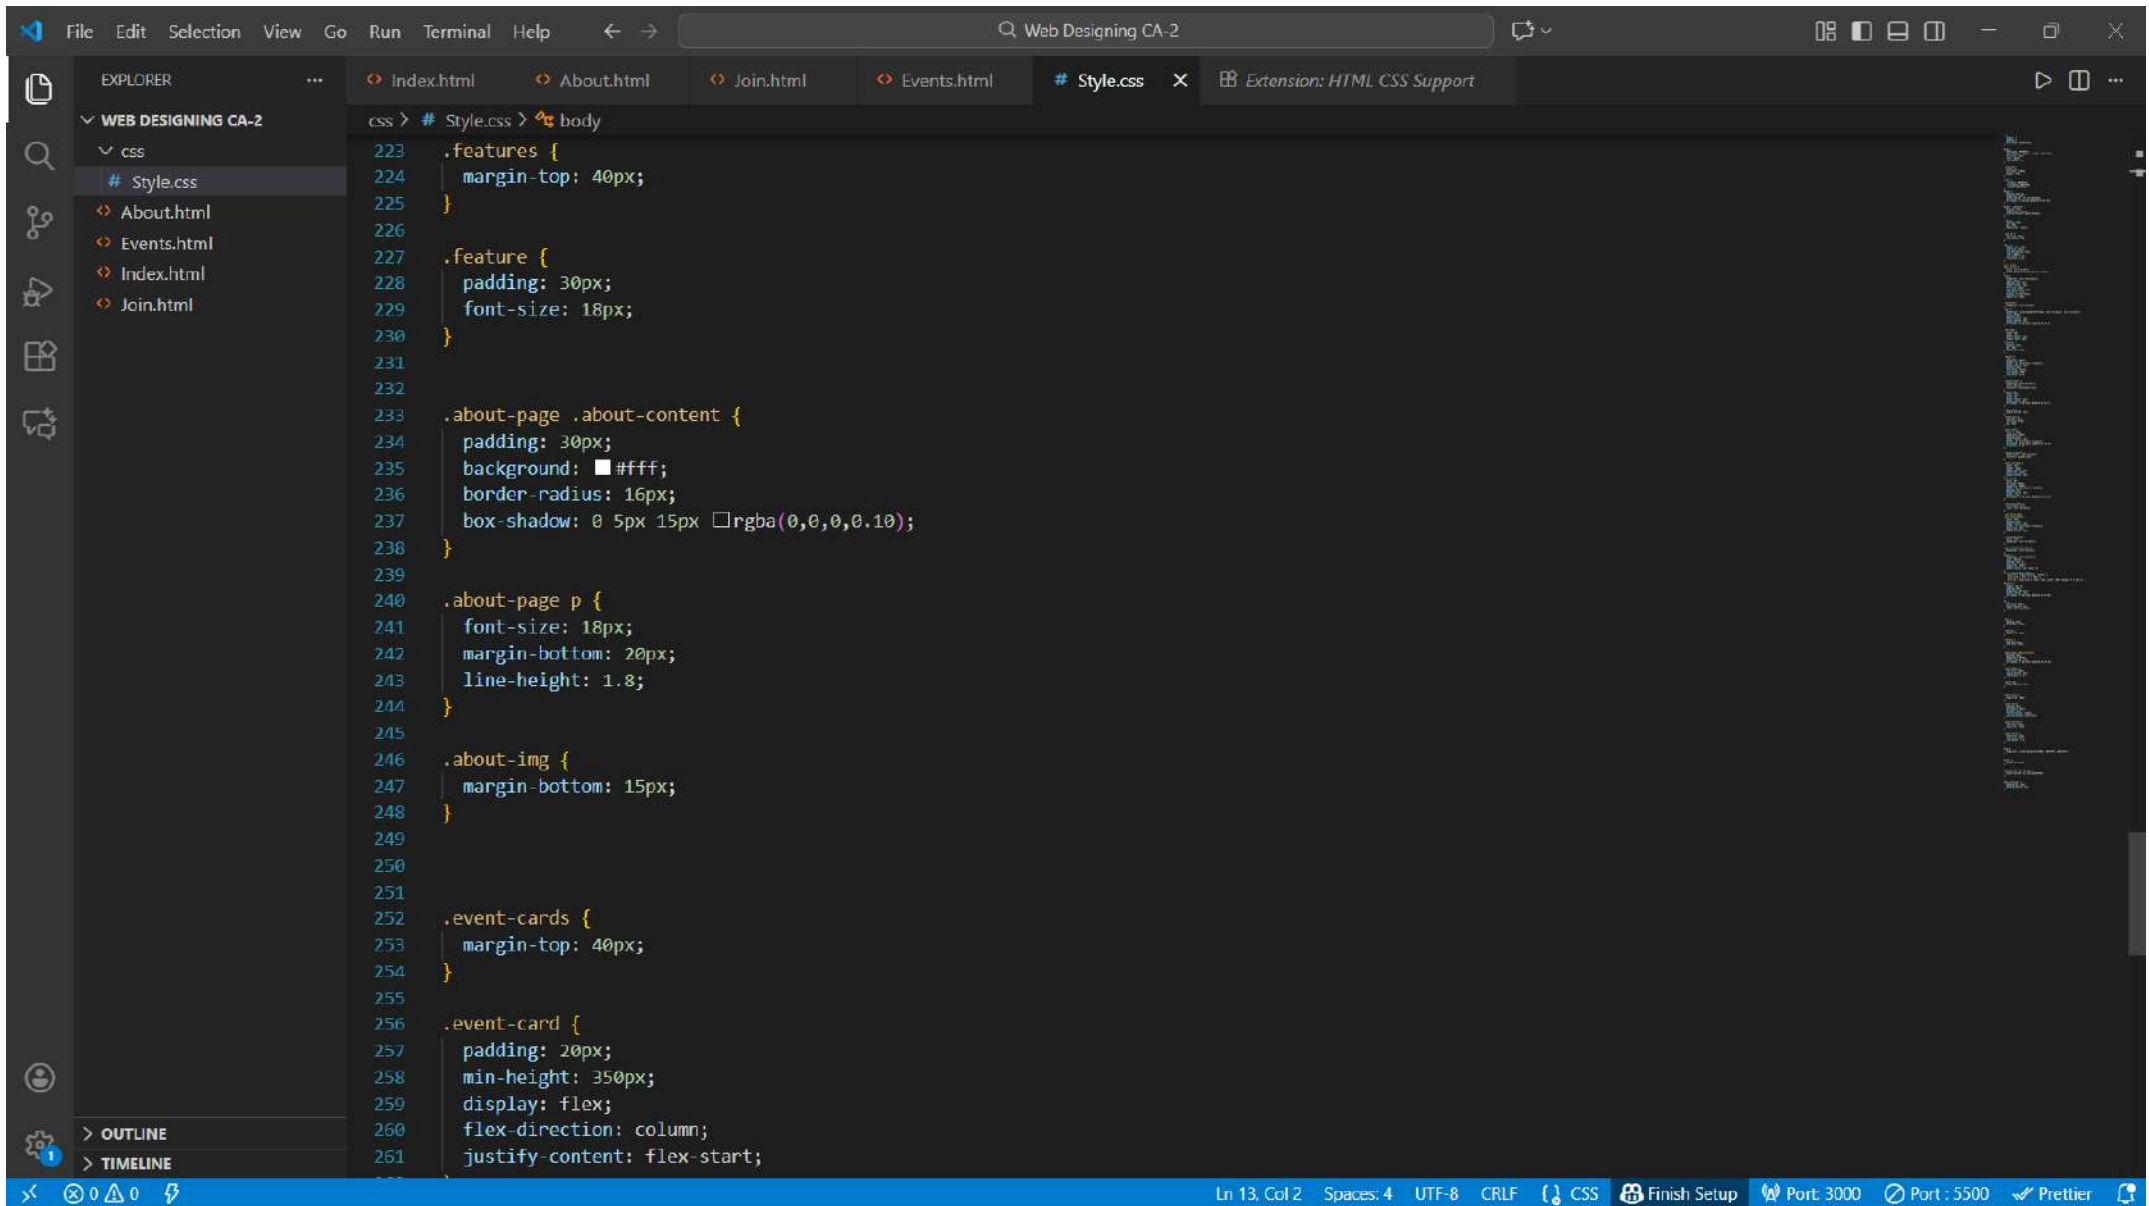 File Edit Selection View Go Run Terminal Help Web Designing CA-2
EXPLORER
Index.html About.html Join.html Events.html # Style.css Extension: HTML CSS Support
WEB DESIGNING CA-2
css
# Style.css
About.html
Events.html
Index.html
Join.html
OUTLINE
TIMELINE
css > # Style.css > body
223 .features {
224 margin-top: 40px;
225 }
226
227 .feature {
228 padding: 30px;
229 font-size: 18px;
230 }
231
232
233 .about-page .about-content {
234 padding: 30px;
235 background: #fff;
236 border-radius: 16px;
237 box-shadow: 0 5px 15px rgba(0,0,0,0.10);
238 }
239
240 .about-page p {
241 font-size: 18px;
242 margin-bottom: 20px;
243 line-height: 1.8;
244 }
245
246 .about-img {
247 margin-bottom: 15px;
248 }
249
250
251
252 .event-cards {
253 margin-top: 40px;
254 }
255
256 .event-card {
257 padding: 20px;
258 min-height: 350px;
259 display: flex;
260 flex-direction: column;
261 justify-content: flex-start;
1
0 0 Ln 13, Col 2 Spaces: 4 UTF-8 CRLF { } CSS Finish Setup Port: 3000 Port : 5500 Prettier